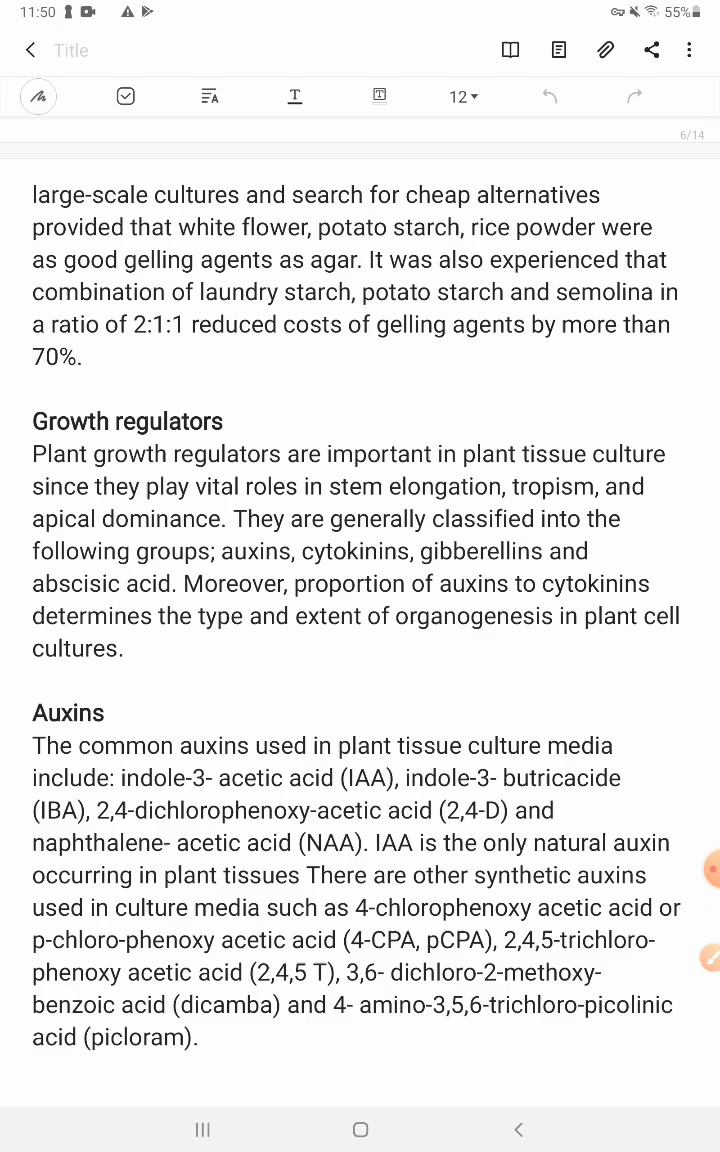 11:50 55%
Title
12
6/14
large-scale cultures and search for cheap alternatives
provided that white flower, potato starch, rice powder were
as good gelling agents as agar. It was also experienced that
combination of laundry starch, potato starch and semolina in
a ratio of 2:1:1 reduced costs of gelling agents by more than
70%.
Growth regulators
Plant growth regulators are important in plant tissue culture
since they play vital roles in stem elongation, tropism, and
apical dominance. They are generally classified into the
following groups; auxins, cytokinins, gibberellins and
abscisic acid. Moreover, proportion of auxins to cytokinins
determines the type and extent of organogenesis in plant cell
cultures.
Auxins
The common auxins used in plant tissue culture media
include: indole-3- acetic acid (IAA), indole-3- butricacide
(IBA), 2,4-dichlorophenoxy-acetic acid (2,4-D) and
naphthalene- acetic acid (NAA). IAA is the only natural auxin
occurring in plant tissues There are other synthetic auxins
used in culture media such as 4-chlorophenoxy acetic acid or
p-chloro-phenoxy acetic acid (4-CPA, pCPA), 2,4,5-trichloro-
phenoxy acetic acid (2,4,5 T), 3,6- dichloro-2-methoxy-
benzoic acid (dicamba) and 4- amino-3,5,6-trichloro-picolinic
acid (picloram).